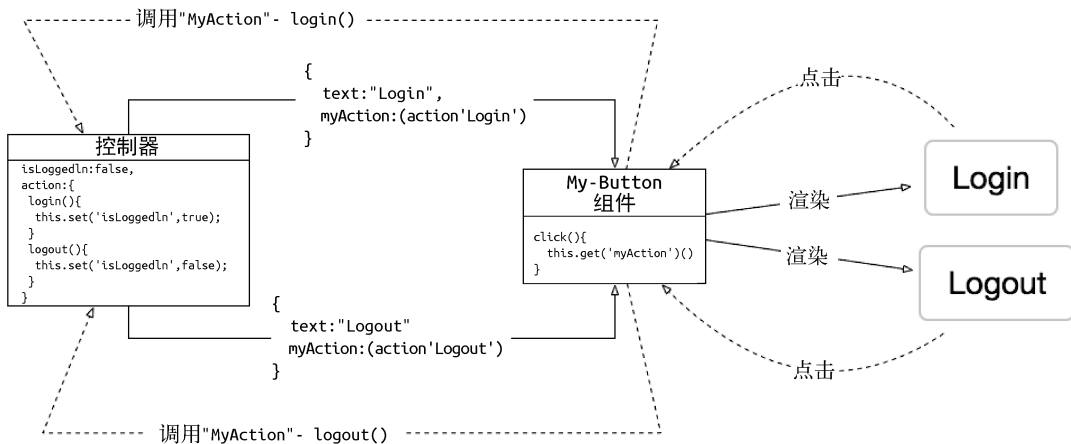 调用"MyAction"- login()
{
text:"Login",
myAction:(action'Login')
}
点击
控制器
isLoggedln:false,
action:{
login(){
this.set('isLoggedln',true);
}
logout(){
this.set('isLoggedln',false);
}
}
My-Button
组件
click(){
this.get('myAction')()
}
渲染
Login
渲染
Logout
{
text:"Logout"
myAction:(action'Logout')
}
点击
调用"MyAction"- logout()